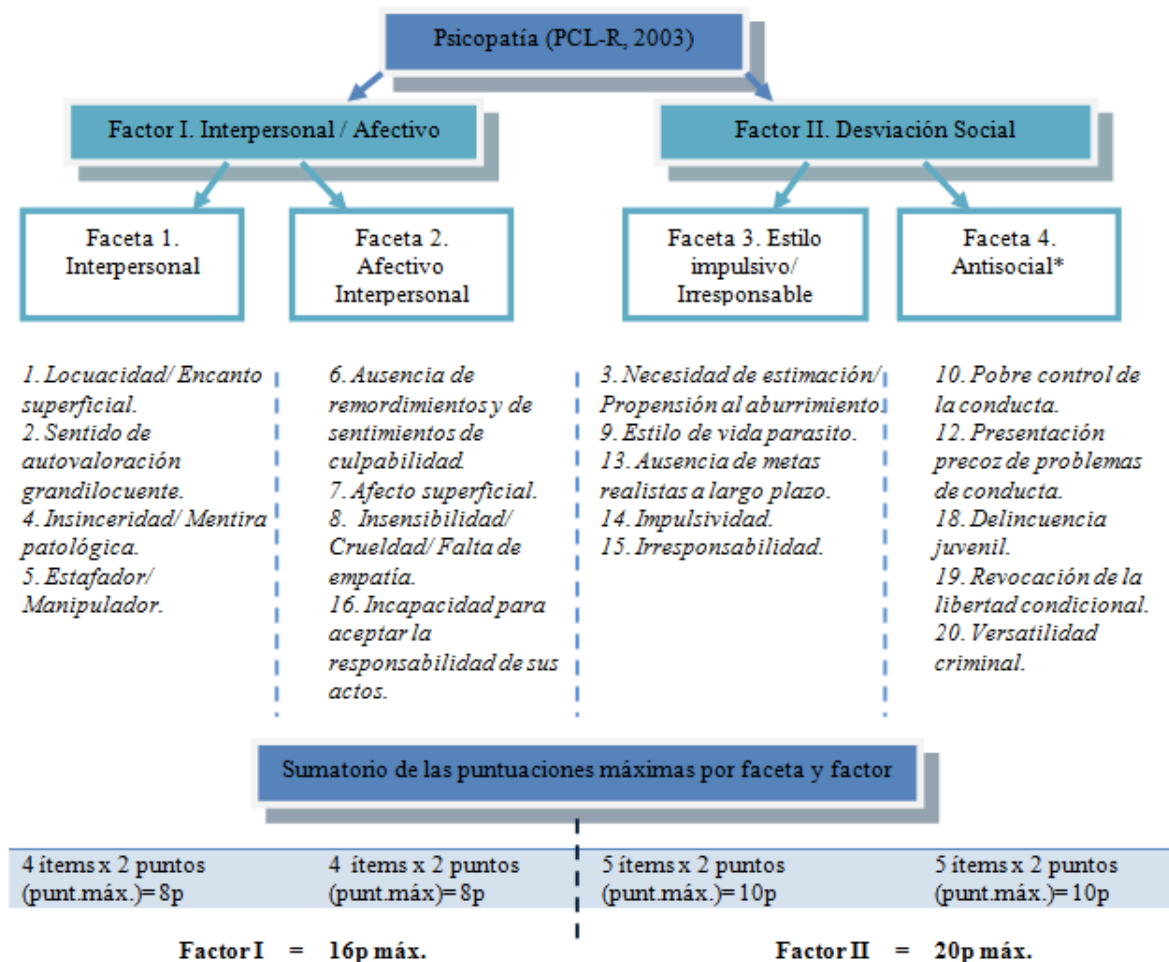 Psicopatía (PCL-R, 2003)
Factor I. Interpersonal / Afectivo
Factor II. Desviación Social
Faceta 1.
Interpersonal
Faceta 2.
Afectivo
Interpersonal
Faceta 3. Estilo
impulsivo/
Irresponsable
Faceta 4.
Antisocial*
1. Locuacidad/ Encanto
superficial.
2. Sentido de
autovaloración
grandilocuente.
4. Insinceridad/ Mentira
patológica.
5. Estafador/
Manipulador.
6. Ausencia de
remordimientos y de
sentimientos de
culpabilidad.
7. Afecto superficial.
8. Insensibilidad/
Crueldad/ Falta de
empatía.
16. Incapacidad para
aceptar la
responsabilidad de sus
actos.
3. Necesidad de estimación/
Propensión al aburrimiento.
9. Estilo de vida parasito.
13. Ausencia de metas
realistas a largo plazo.
14. Impulsividad.
15. Irresponsabilidad.
10. Pobre control de
la conducta.
12. Presentación
precoz de problemas
de conducta.
18. Delincuencia
juvenil.
19. Revocación de la
libertad condicional.
20. Versatilidad
criminal.
Sumatorio de las puntuaciones máximas por faceta y factor
4 ítems x 2 puntos
(punt.máx.)= 8p
4 ítems x 2 puntos
(punt.máx)= 8p
5 ítems x 2 puntos
(punt.máx.)= 10p
5 ítems x 2 puntos
(punt.máx.)= 10p
Factor I = 16p máx.
Factor II = 20p máx.